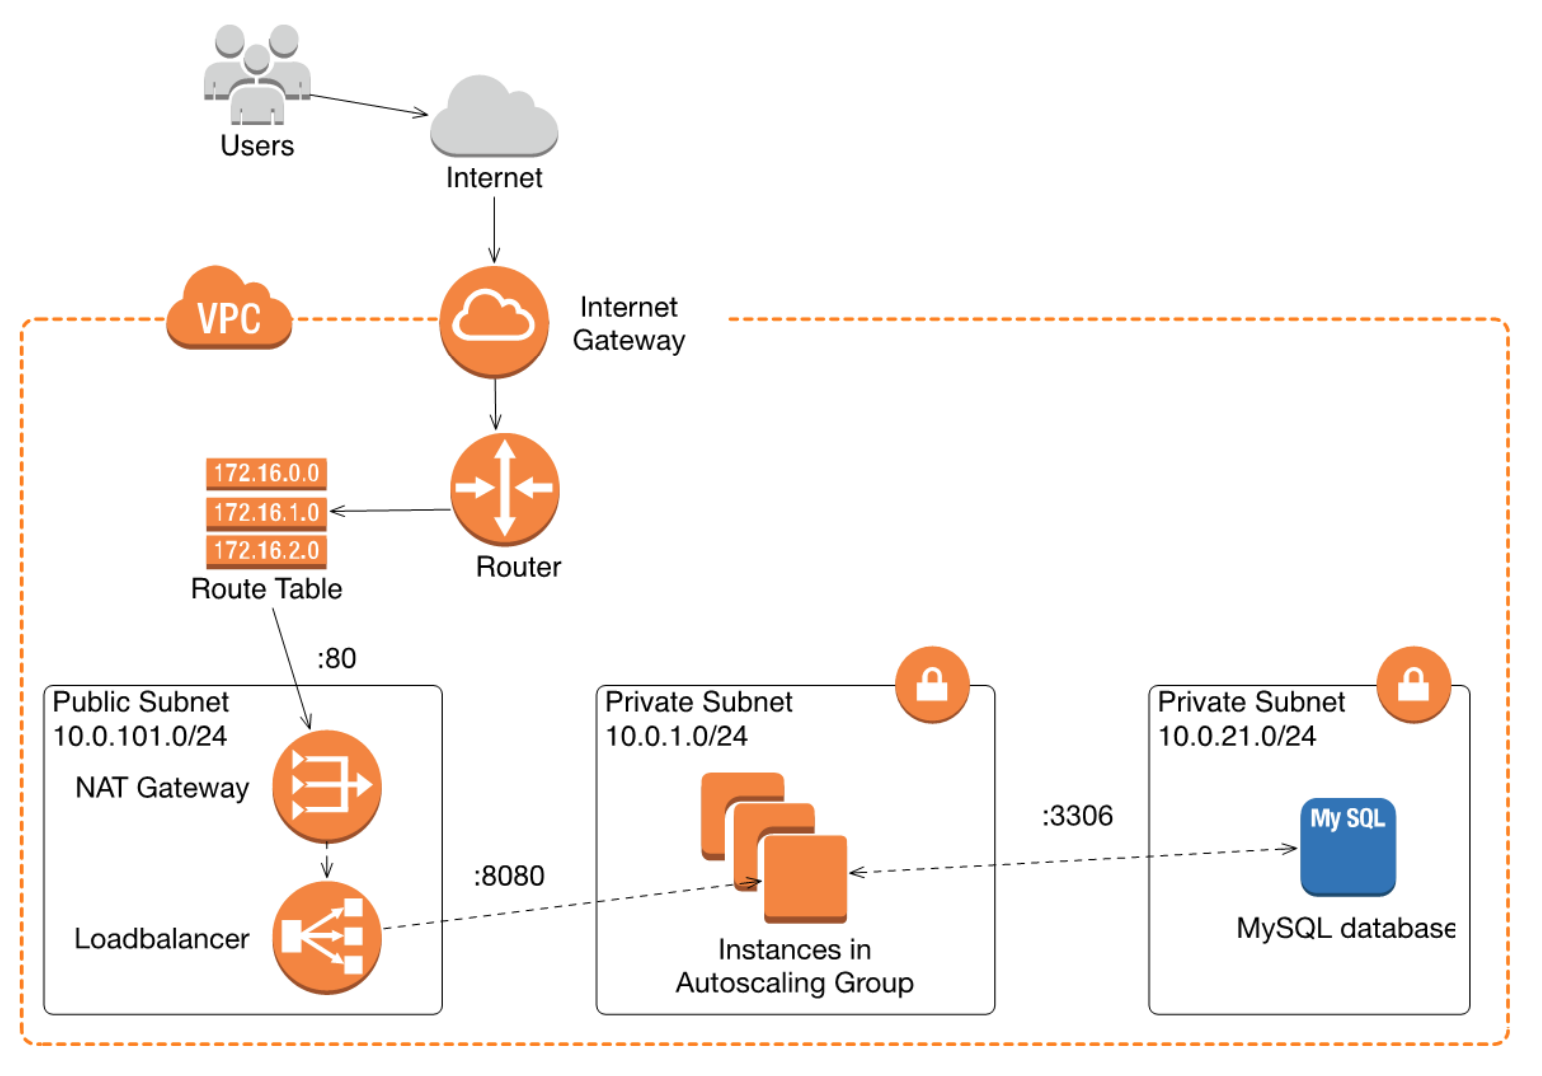 Users
Internet
VPC
Internet
Gateway
172.16.0.0
172.16.1.0
172.16.2.0
Route Table
Router
:80
Public Subnet
10.0.101.0/24
NAT Gateway
Loadbalancer
:8080
Private Subnet
10.0.1.0/24
Instances in
Autoscaling Group
:3306
Private Subnet
10.0.21.0/24
My SQL
MySQL database